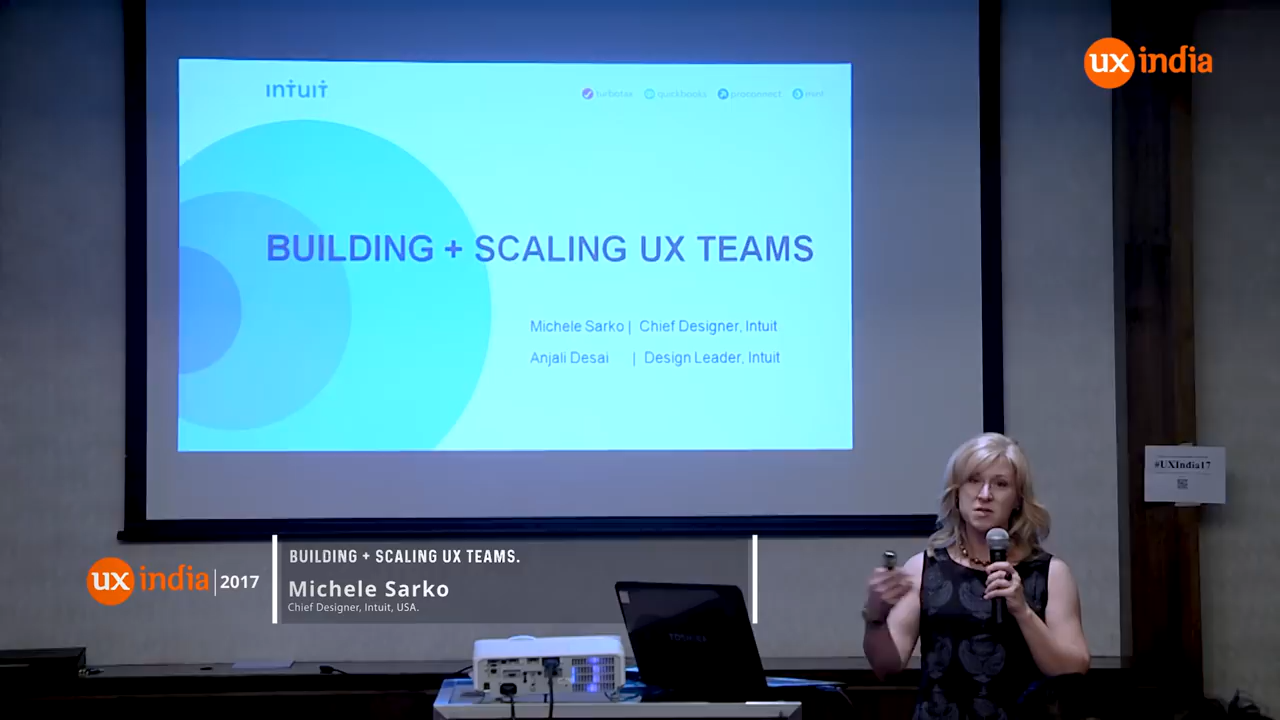 ux india
intuit
turbotax quickbooks proconnect mint
BUILDING + SCALING UX TEAMS
Michele Sarko | Chief Designer, Intuit
Anjali Desai | Design Leader, Intuit
#UXIndia17
ux india 2017
BUILDING + SCALING UX TEAMS.
Michele Sarko
Chief Designer, Intuit, USA.
TOSHIBA